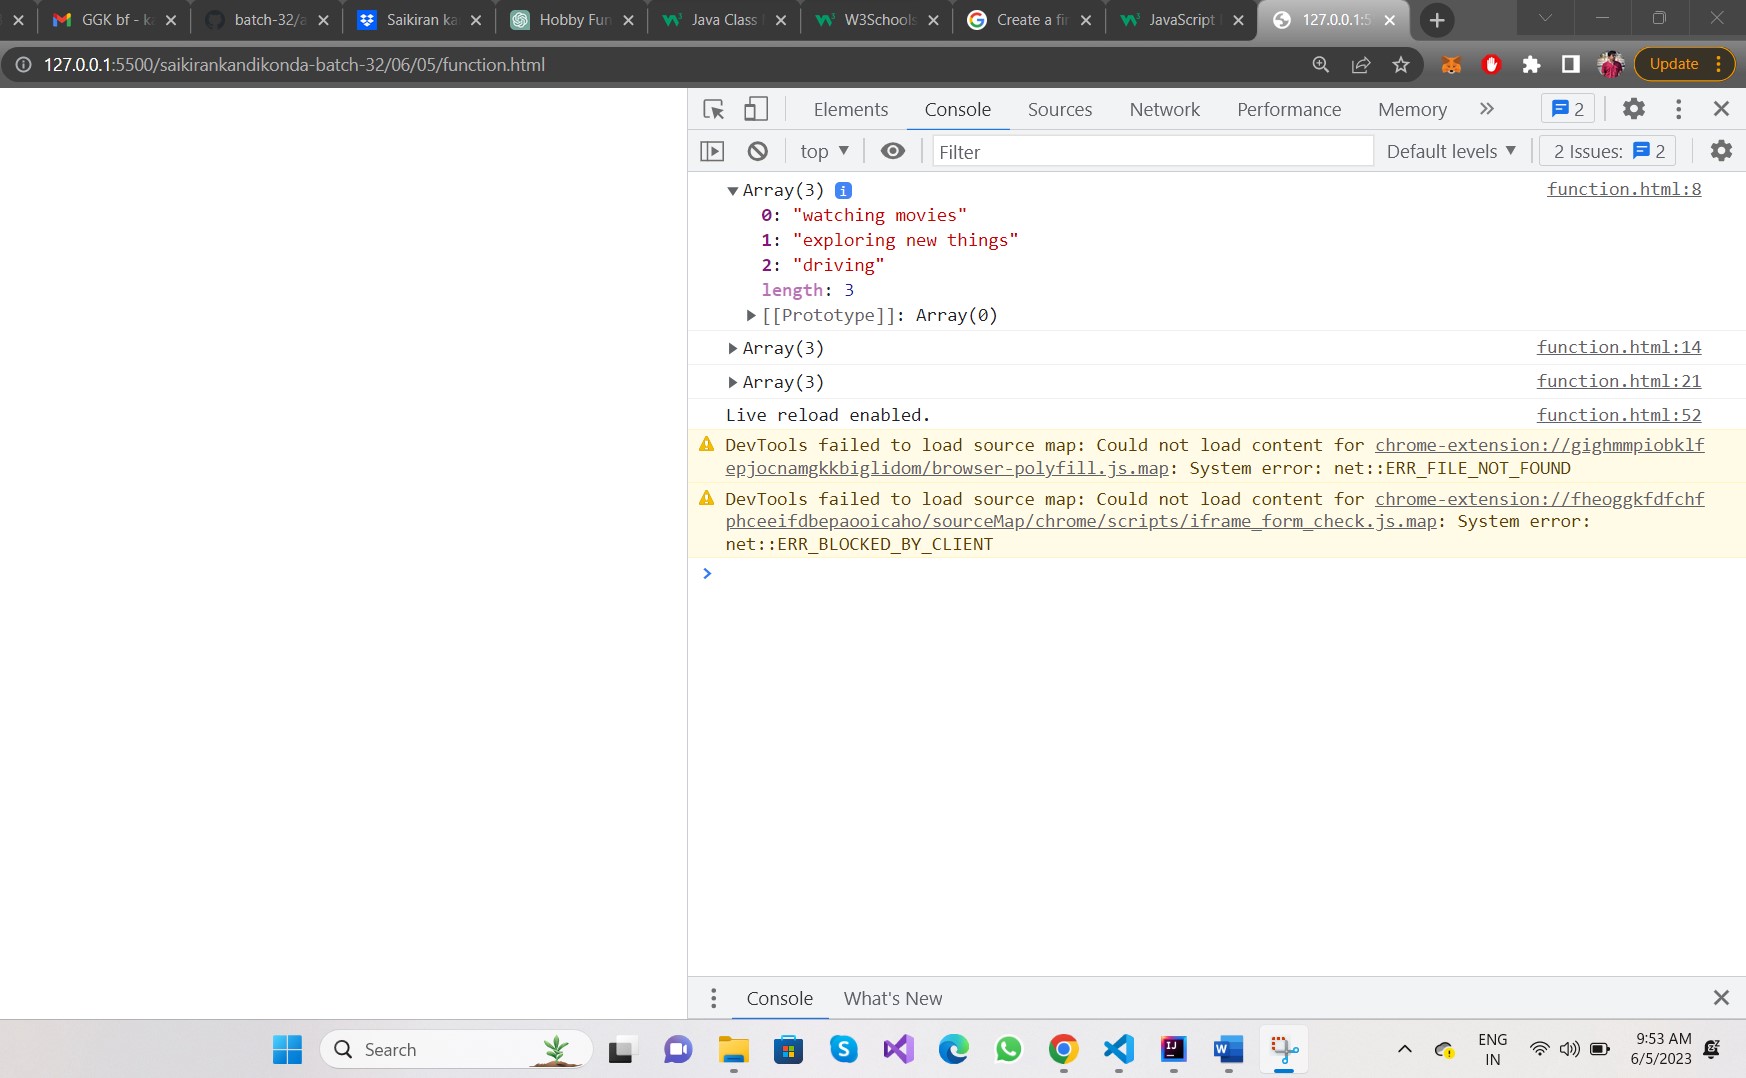 GGK bf - ka
batch-32/a
Saikiran ka
Hobby Fun
Java Class
W3Schools
Create a fir
JavaScript
127.0.0.1:5
127.0.0.1:5500/saikirankandikonda-batch-32/06/05/function.html
Update
Elements Console Sources Network Performance Memory 2
top Filter Default levels 2 Issues: 2
Array(3) i function.html:8
0: "watching movies"
1: "exploring new things"
2: "driving"
length: 3
[[Prototype]]: Array(0)
Array(3) function.html:14
Array(3) function.html:21
Live reload enabled. function.html:52
DevTools failed to load source map: Could not load content for chrome-extension://gighmmpiobklf
epjocnamgkkbiglidom/browser-polyfill.js.map: System error: net::ERR_FILE_NOT_FOUND
DevTools failed to load source map: Could not load content for chrome-extension://fheoggkfdfchf
phceeifdbepaooicaho/sourceMap/chrome/scripts/iframe_form_check.js.map: System error:
net::ERR_BLOCKED_BY_CLIENT
Console What's New
Search
ENG
IN
9:53 AM
6/5/2023